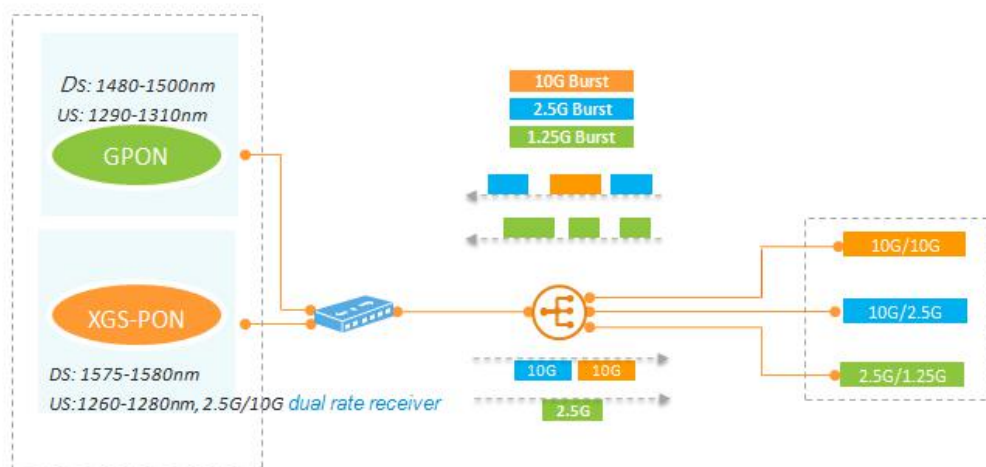 DS: 1480-1500nm
US: 1290-1310nm
GPON
XGS-PON
DS: 1575-1580nm
US:1260-1280nm, 2.5G/10G dual rate receiver
10G Burst
2.5G Burst
1.25G Burst
10G 10G
2.5G
10G/10G
10G/2.5G
2.5G/1.25G